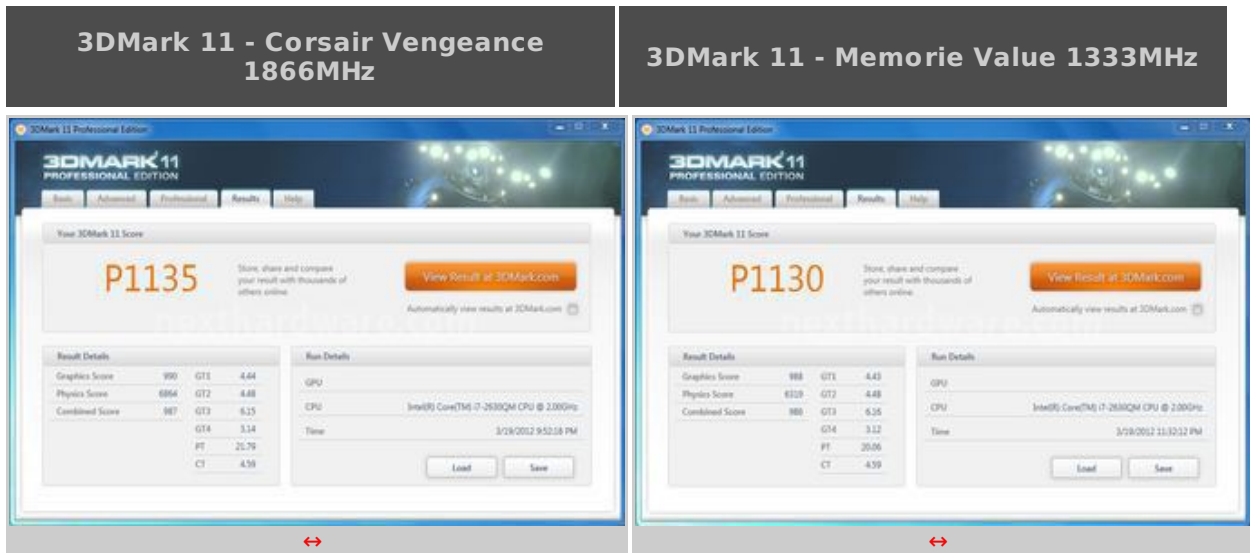 3DMark 11 - Corsair Vengeance
1866MHz
3DMark 11 - Memorie Value 1333MHz
3DMark 11 Professional Edition
3DMARK 11
PROFESSIONAL EDITION
Basic Advanced Professional Results Help
Your 3DMark 11 Score
P1135
Store, share and compare
your result with thousands of
others online.
View Result at 3DMark.com
Automatically view results at 3DMark.com
nexthardware.com
Result Details
Graphics Score 990 GT1 4.44
Physics Score 6864 GT2 4.48
Combined Score 987 GT3 6.15
GT4 3.14
PT 21.79
CT 4.59
Run Details
GPU
CPU Intel(R) Core(TM) i7-2630QM CPU @ 2.00GHz
Time 3/19/2012 9:52:18 PM
Load Save
3DMark 11 Professional Edition
3DMARK 11
PROFESSIONAL EDITION
Basic Advanced Professional Results Help
Your 3DMark 11 Score
P1130
Store, share and compare
your result with thousands of
others online.
View Result at 3DMark.com
Automatically view results at 3DMark.com
nexthardware.com
Result Details
Graphics Score 988 GT1 4.43
Physics Score 6319 GT2 4.48
Combined Score 988 GT3 6.16
GT4 3.12
PT 20.06
CT 4.59
Run Details
GPU
CPU Intel(R) Core(TM) i7-2630QM CPU @ 2.00GHz
Time 3/19/2012 11:32:12 PM
Load Save
↔
↔